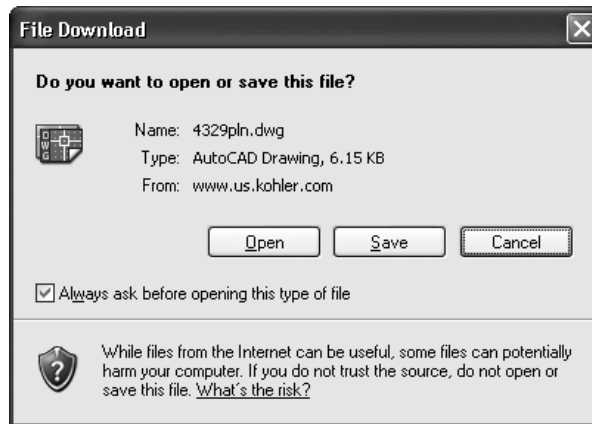 File Download
Do you want to open or save this file?
DWG
Name: 4329pln.dwg
Type: AutoCAD Drawing, 6.15 KB
From: www.us.kohler.com
Open Save Cancel
Always ask before opening this type of file
While files from the Internet can be useful, some files can potentially
harm your computer. If you do not trust the source, do not open or
save this file. What's the risk?